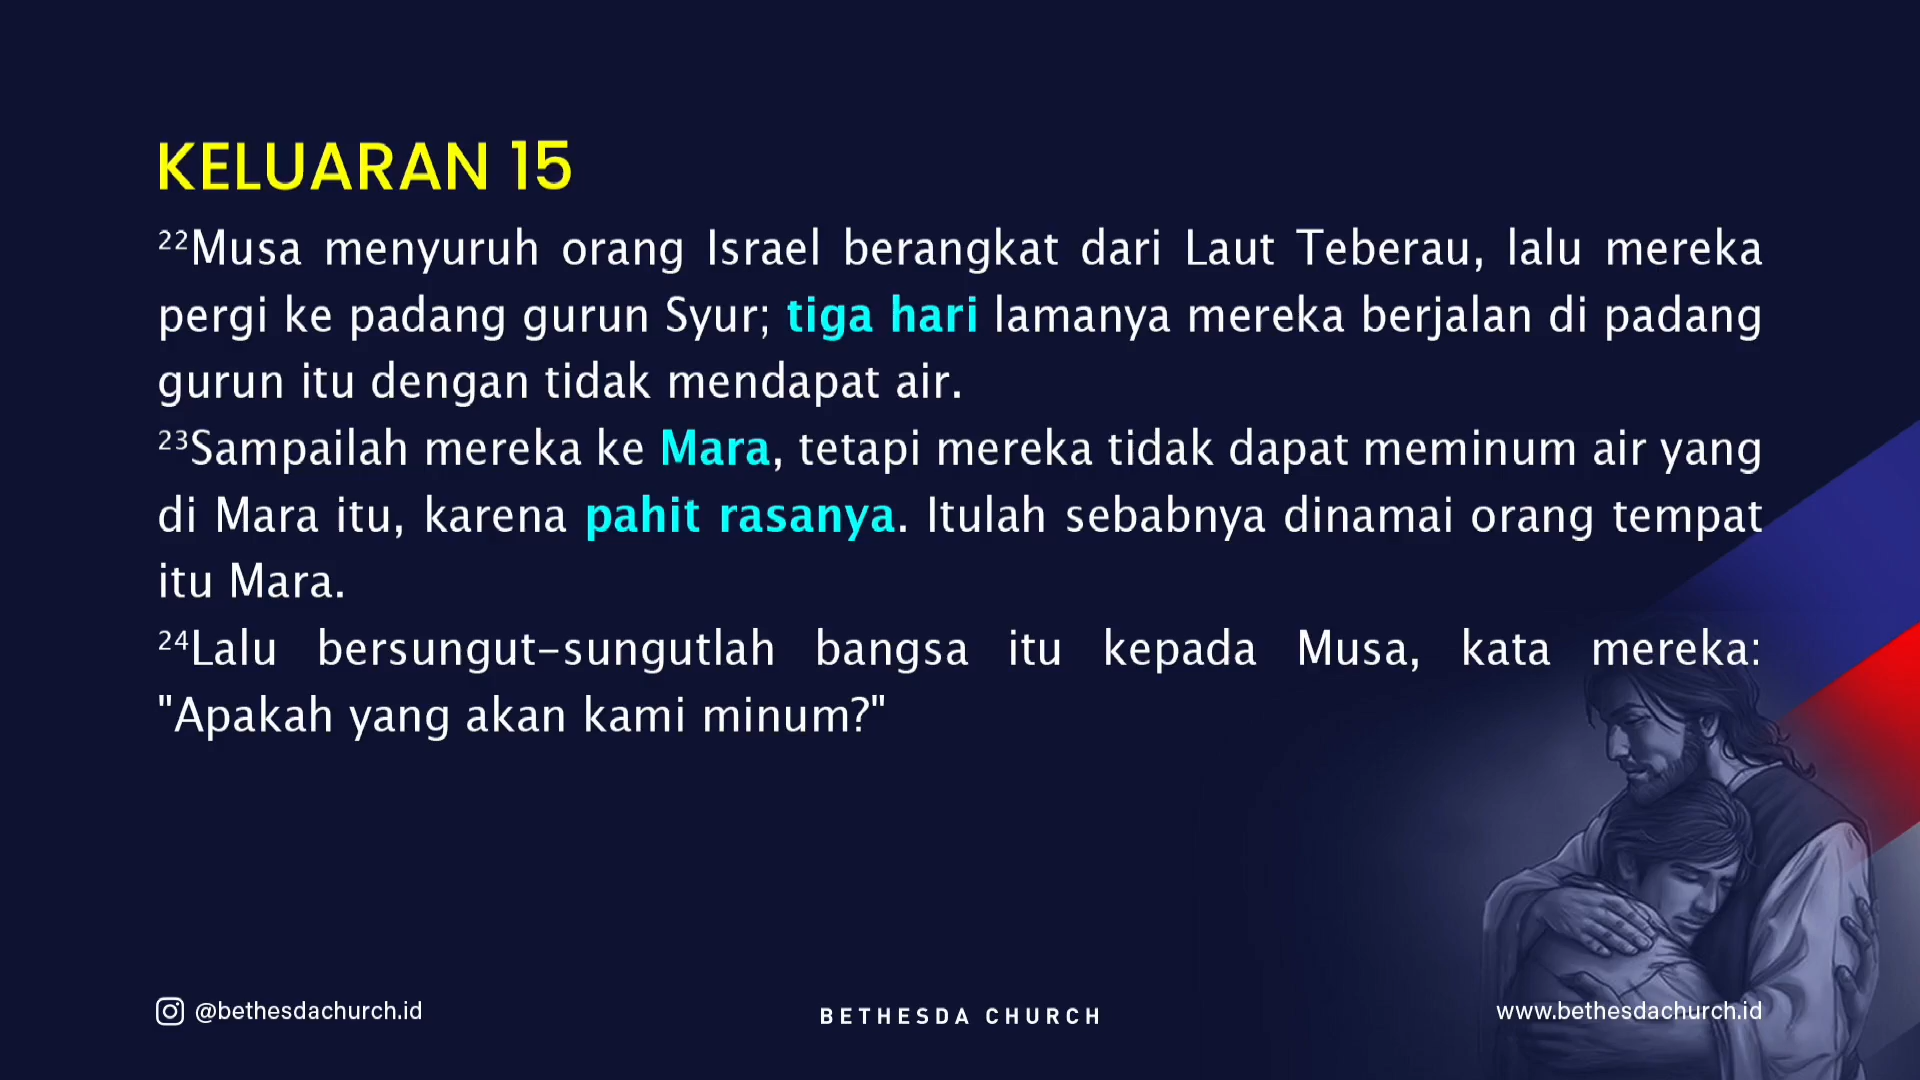 KELUARAN 15
²²Musa menyuruh orang Israel berangkat dari Laut Teberau, lalu mereka
pergi ke padang gurun Syur; tiga hari lamanya mereka berjalan di padang
gurun itu dengan tidak mendapat air.
²³Sampailah mereka ke Mara, tetapi mereka tidak dapat meminum air yang
di Mara itu, karena pahit rasanya. Itulah sebabnya dinamai orang tempat
itu Mara.
²⁴Lalu bersungut-sungutlah bangsa itu kepada Musa, kata mereka:
"Apakah yang akan kami minum?"
@bethesdachurch.id
BETHESDA CHURCH
www.bethesdachurch.id